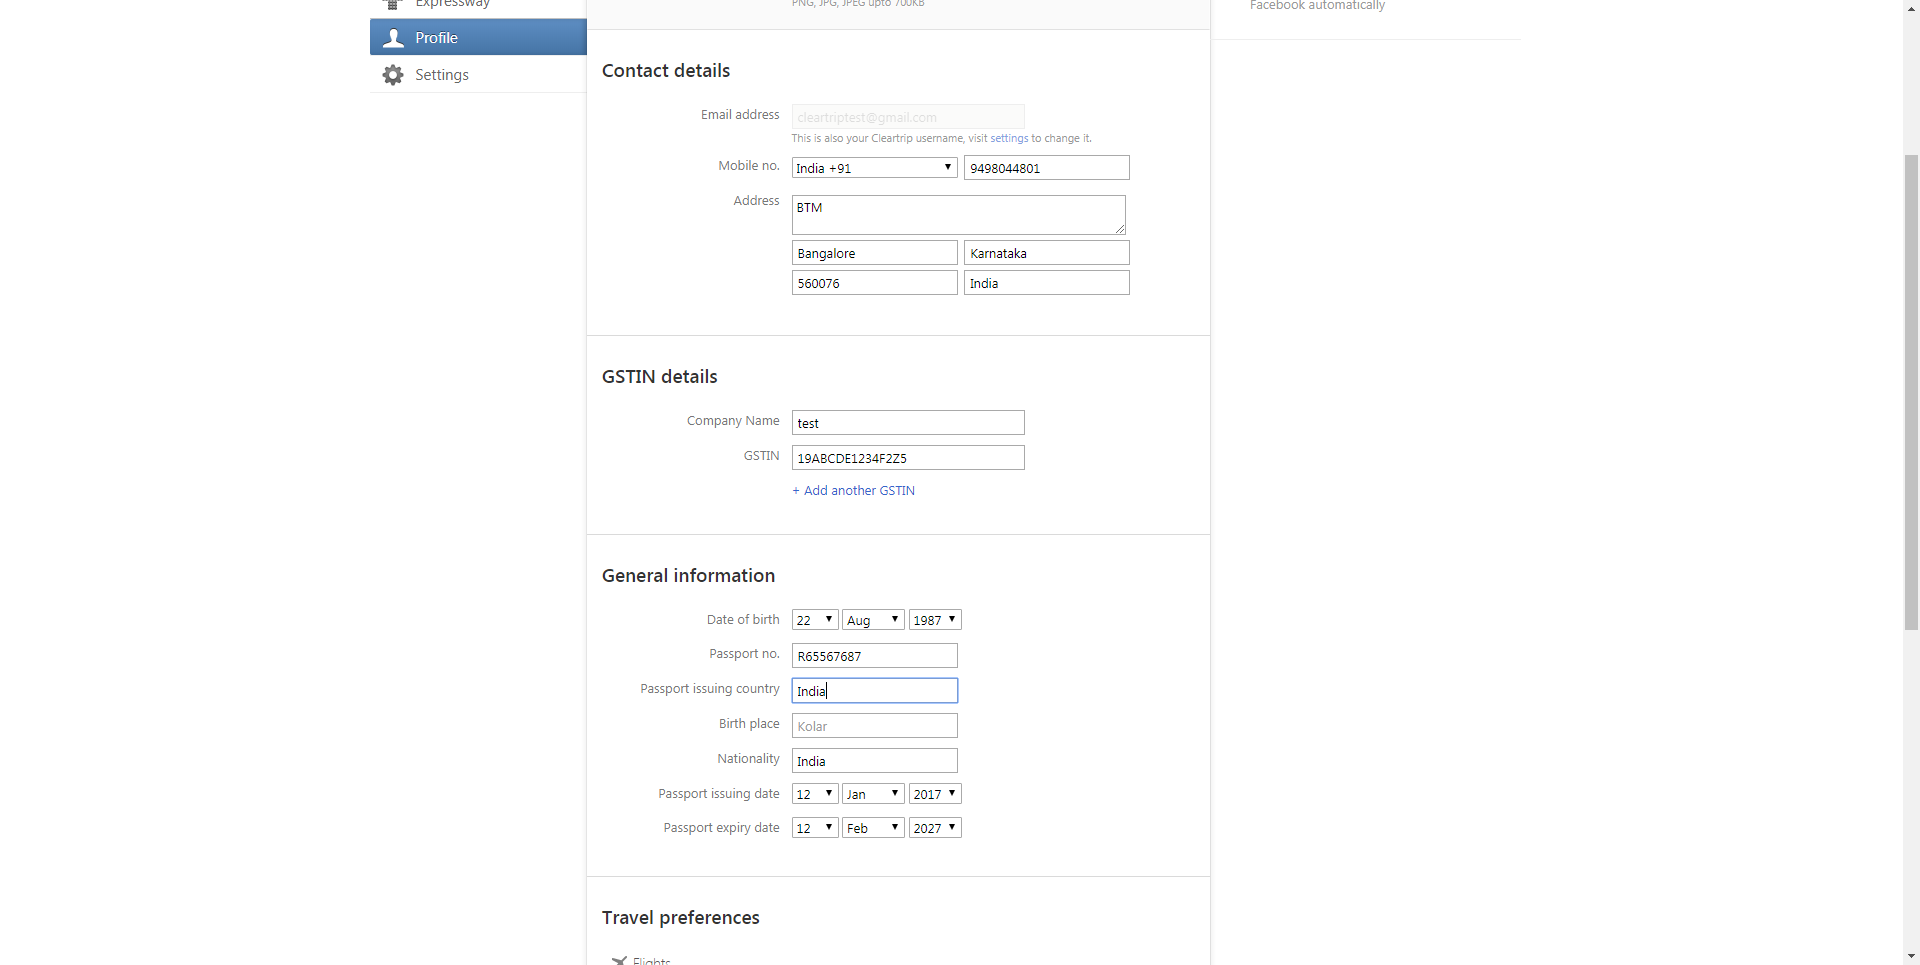 Expressway
Profile
Settings
PNG, JPG, JPEG upto 700KB
Facebook automatically
Contact details
Email address cleartriptest@gmail.com
This is also your Cleartrip username, visit settings to change it.
Mobile no. India +91 9498044801
Address BTM
Bangalore Karnataka
560076 India
GSTIN details
Company Name test
GSTIN 19ABCDE1234F2Z5
+ Add another GSTIN
General information
Date of birth 22 Aug 1987
Passport no. R65567687
Passport issuing country India
Birth place Kolar
Nationality India
Passport issuing date 12 Jan 2017
Passport expiry date 12 Feb 2027
Travel preferences
Flights